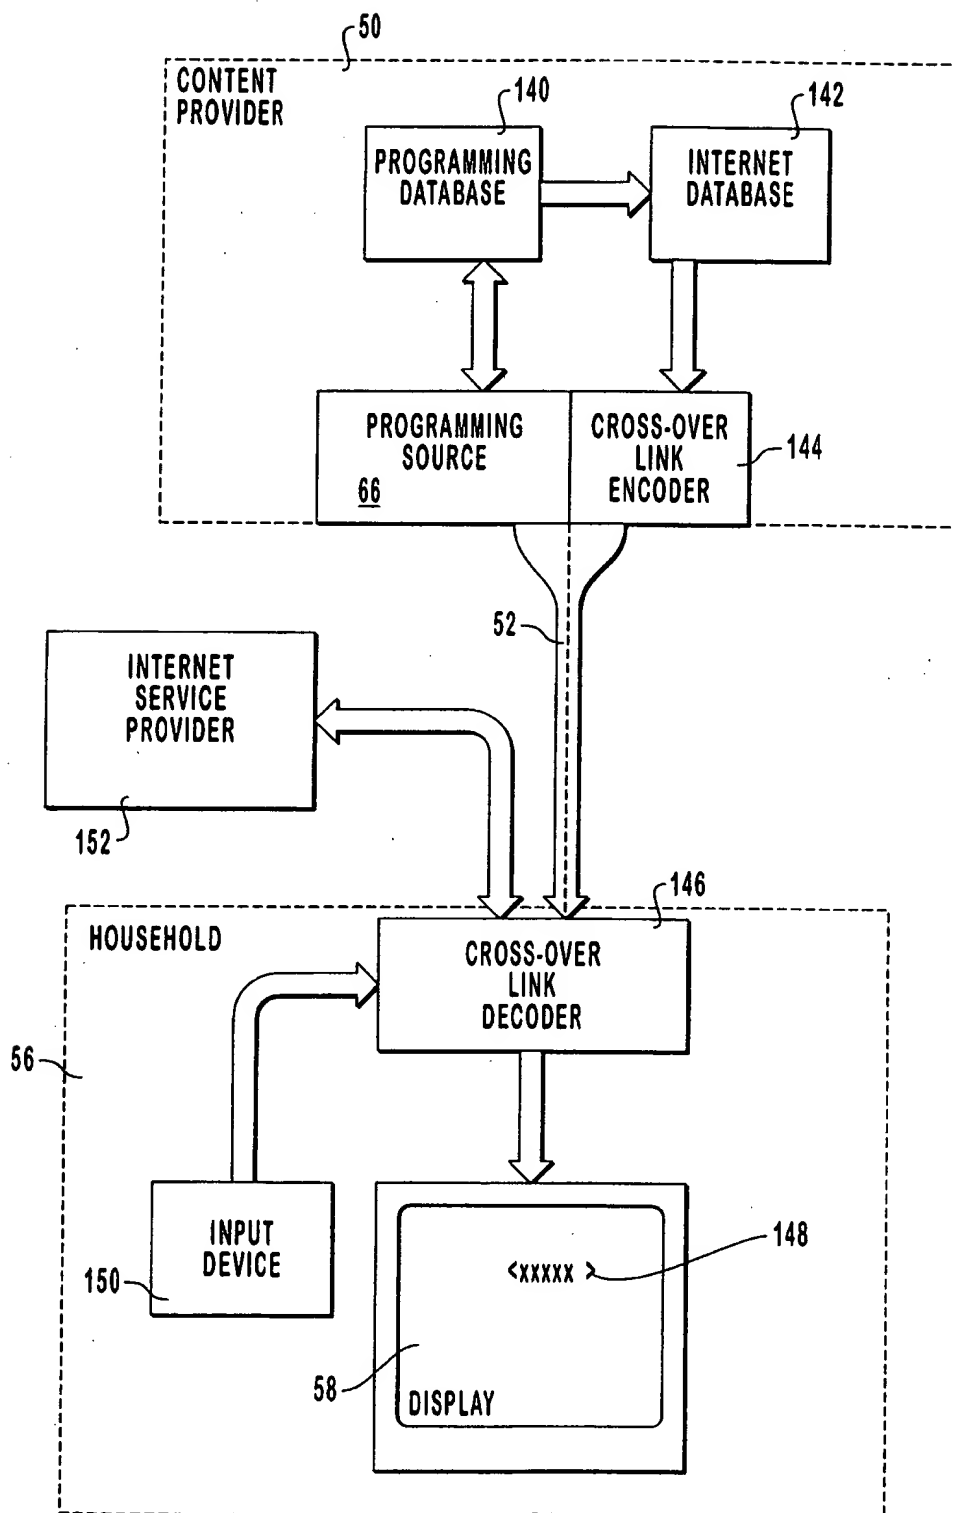 50
CONTENT
PROVIDER
140
142
PROGRAMMING
DATABASE
INTERNET
DATABASE
PROGRAMMING
SOURCE
66
CROSS-OVER
LINK
ENCODER
144
52
INTERNET
SERVICE
PROVIDER
152
146
HOUSEHOLD
CROSS-OVER
LINK
DECODER
56
INPUT
DEVICE
150
148
<xxxxx >
58
DISPLAY